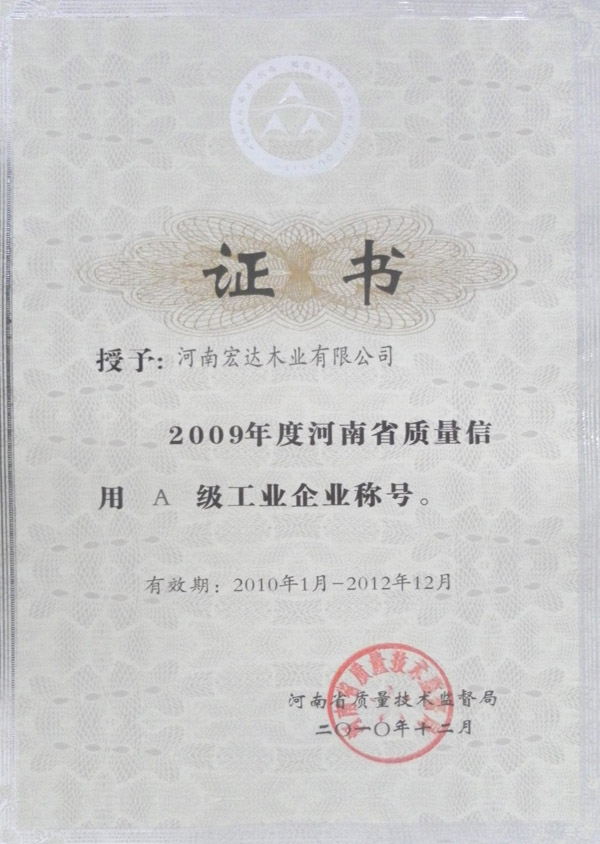 证书
授予：河南宏达木业有限公司
2009年度河南省质量信
用 A 级工业企业称号。
有效期：2010年1月-2012年12月
河南省质量技术监督局
二〇一〇年十二月